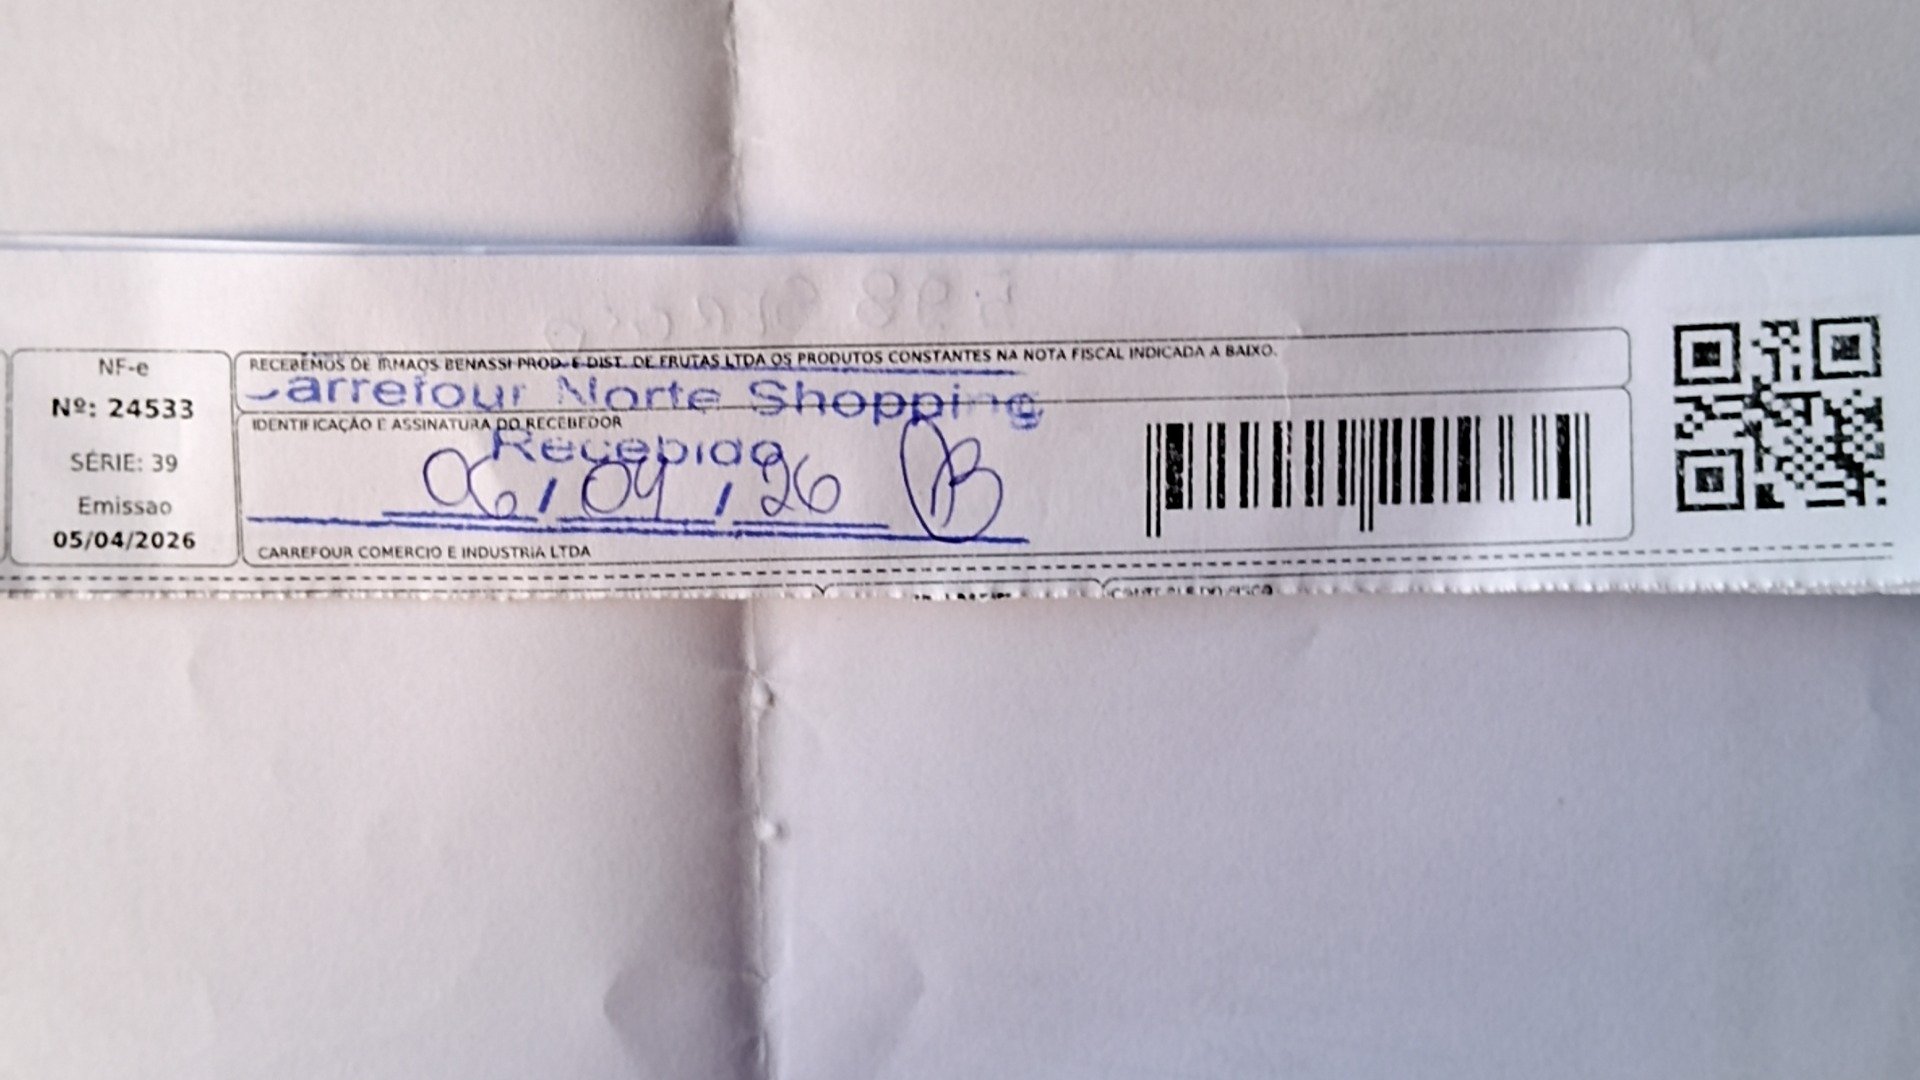 NF-e
Nº: 24533
SÉRIE: 39
Emissao
05/04/2026
RECEBEMOS DE IRMAOS BENASSI PROD. E DIST. DE FRUTAS LTDA OS PRODUTOS CONSTANTES NA NOTA FISCAL INDICADA A BAIXO.
Carrefour Norte Shopping
IDENTIFICAÇÃO E ASSINATURA DO RECEBEDOR
Recebido
06/04/26
CARREFOUR COMERCIO E INDUSTRIA LTDA